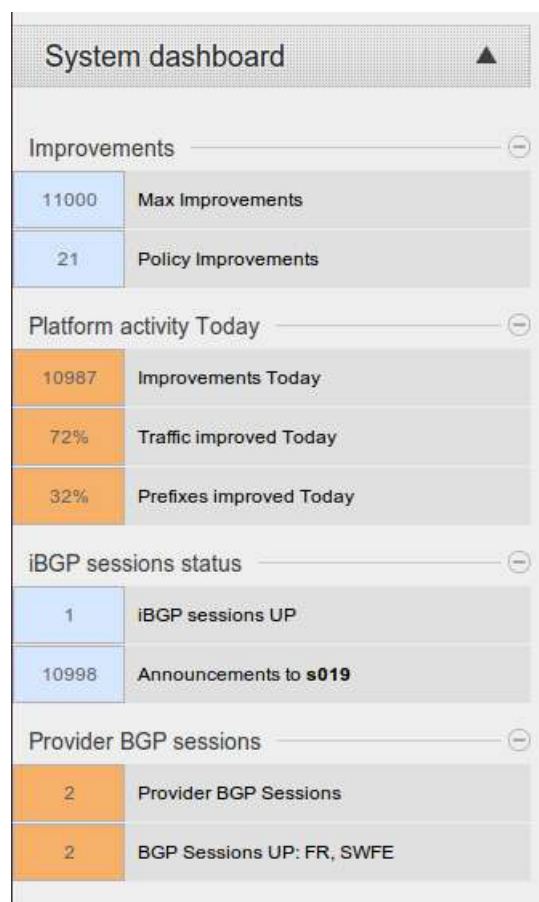 System dashboard
Improvements
11000 Max Improvements
21 Policy Improvements
Platform activity Today
10987 Improvements Today
72% Traffic improved Today
32% Prefixes improved Today
iBGP sessions status
1 iBGP sessions UP
10998 Announcements to s019
Provider BGP sessions
2 Provider BGP Sessions
2 BGP Sessions UP: FR, SWFE